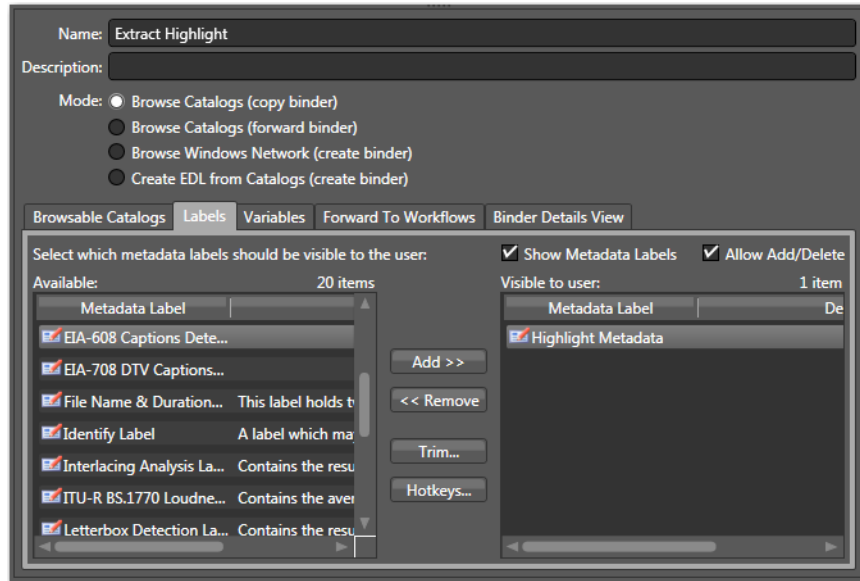 Name: Extract Highlight
Description:
Mode: Browse Catalogs (copy binder)
Browse Catalogs (forward binder)
Browse Windows Network (create binder)
Create EDL from Catalogs (create binder)
Browsable Catalogs Labels Variables Forward To Workflows Binder Details View
Select which metadata labels should be visible to the user: Show Metadata Labels Allow Add/Delete
Available: 20 items Visible to user: 1 item
Metadata Label Metadata Label De
EIA-608 Captions Dete... Highlight Metadata
EIA-708 DTV Captions...
Add >>
File Name & Duration... This label holds t
<< Remove
Identify Label A label which may
Trim...
Interlacing Analysis La... Contains the resu
ITU-R BS.1770 Loudne... Contains the aver
Hotkeys...
Letterbox Detection La... Contains the resu